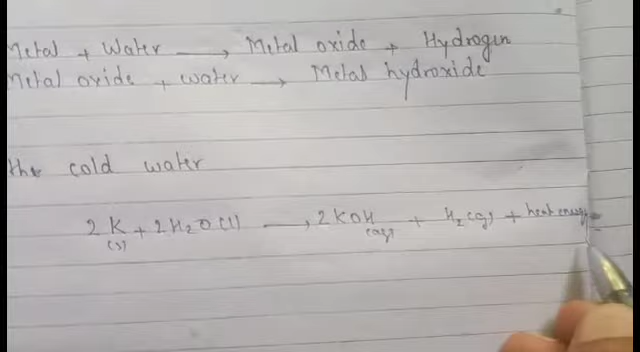 Metal + Water → Metal oxide + Hydrogen
Metal oxide + water → Metal hydroxide
the cold water
2K(s) + 2H₂O(l) → 2KOH(aq) + H₂(g) + heat energy